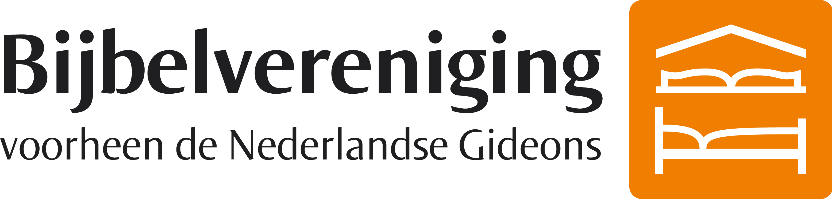 Bijbelvereniging
voorheen de Nederlandse Gideons